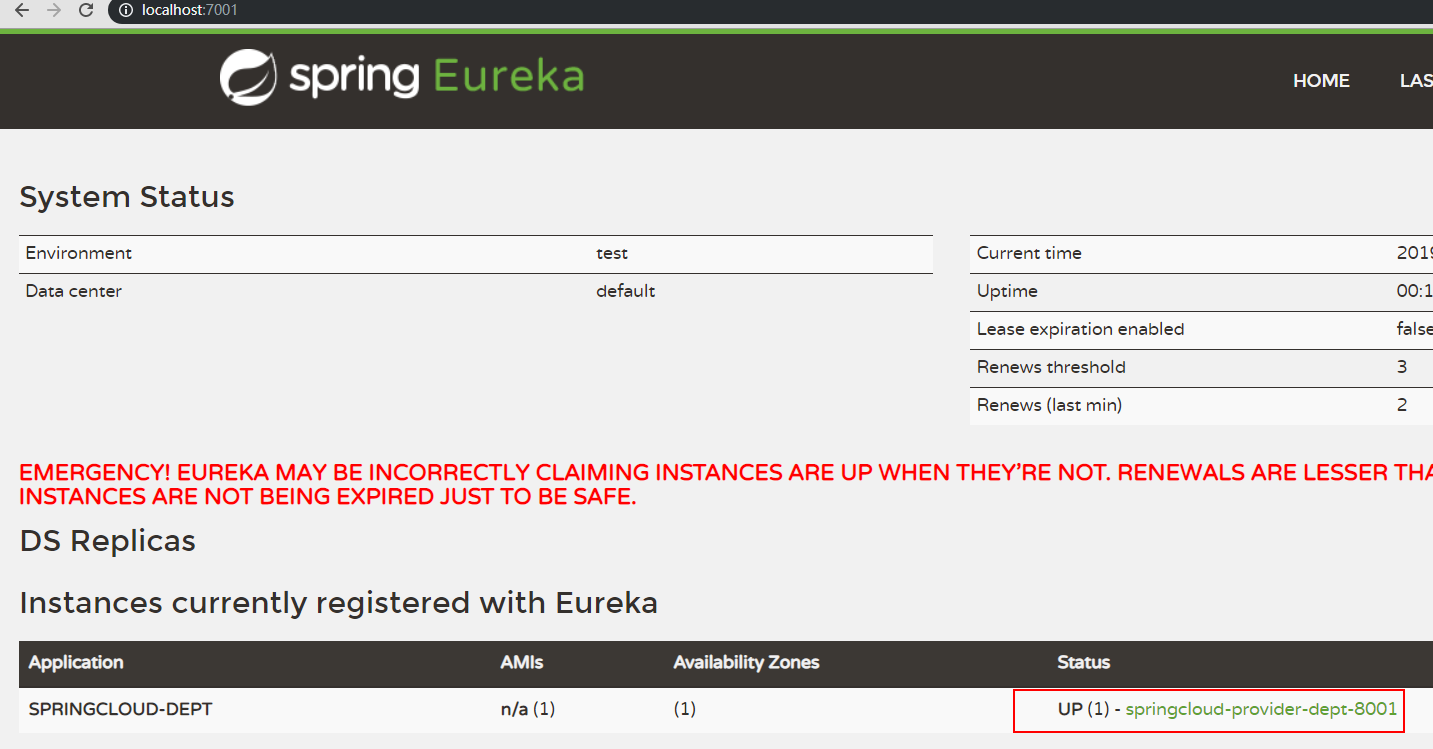 localhost:7001
spring Eureka
HOME LAS
System Status
Environment test
Data center default
Current time 2019
Uptime 00:1
Lease expiration enabled false
Renews threshold 3
Renews (last min) 2
EMERGENCY! EUREKA MAY BE INCORRECTLY CLAIMING INSTANCES ARE UP WHEN THEY'RE NOT. RENEWALS ARE LESSER THA
INSTANCES ARE NOT BEING EXPIRED JUST TO BE SAFE.
DS Replicas
Instances currently registered with Eureka
Application AMIs Availability Zones Status
SPRINGCLOUD-DEPT n/a (1) (1) UP (1) - springcloud-provider-dept-8001